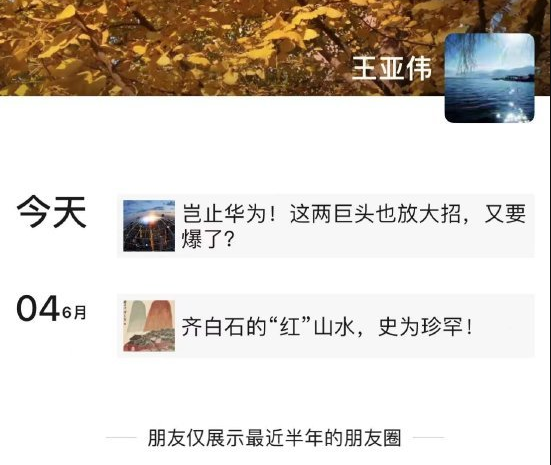 王亚伟
今天
岂止华为！这两巨头也放大招，又要
爆了？
04 6月
齐白石的“红”山水，史为珍罕！
朋友仅展示最近半年的朋友圈